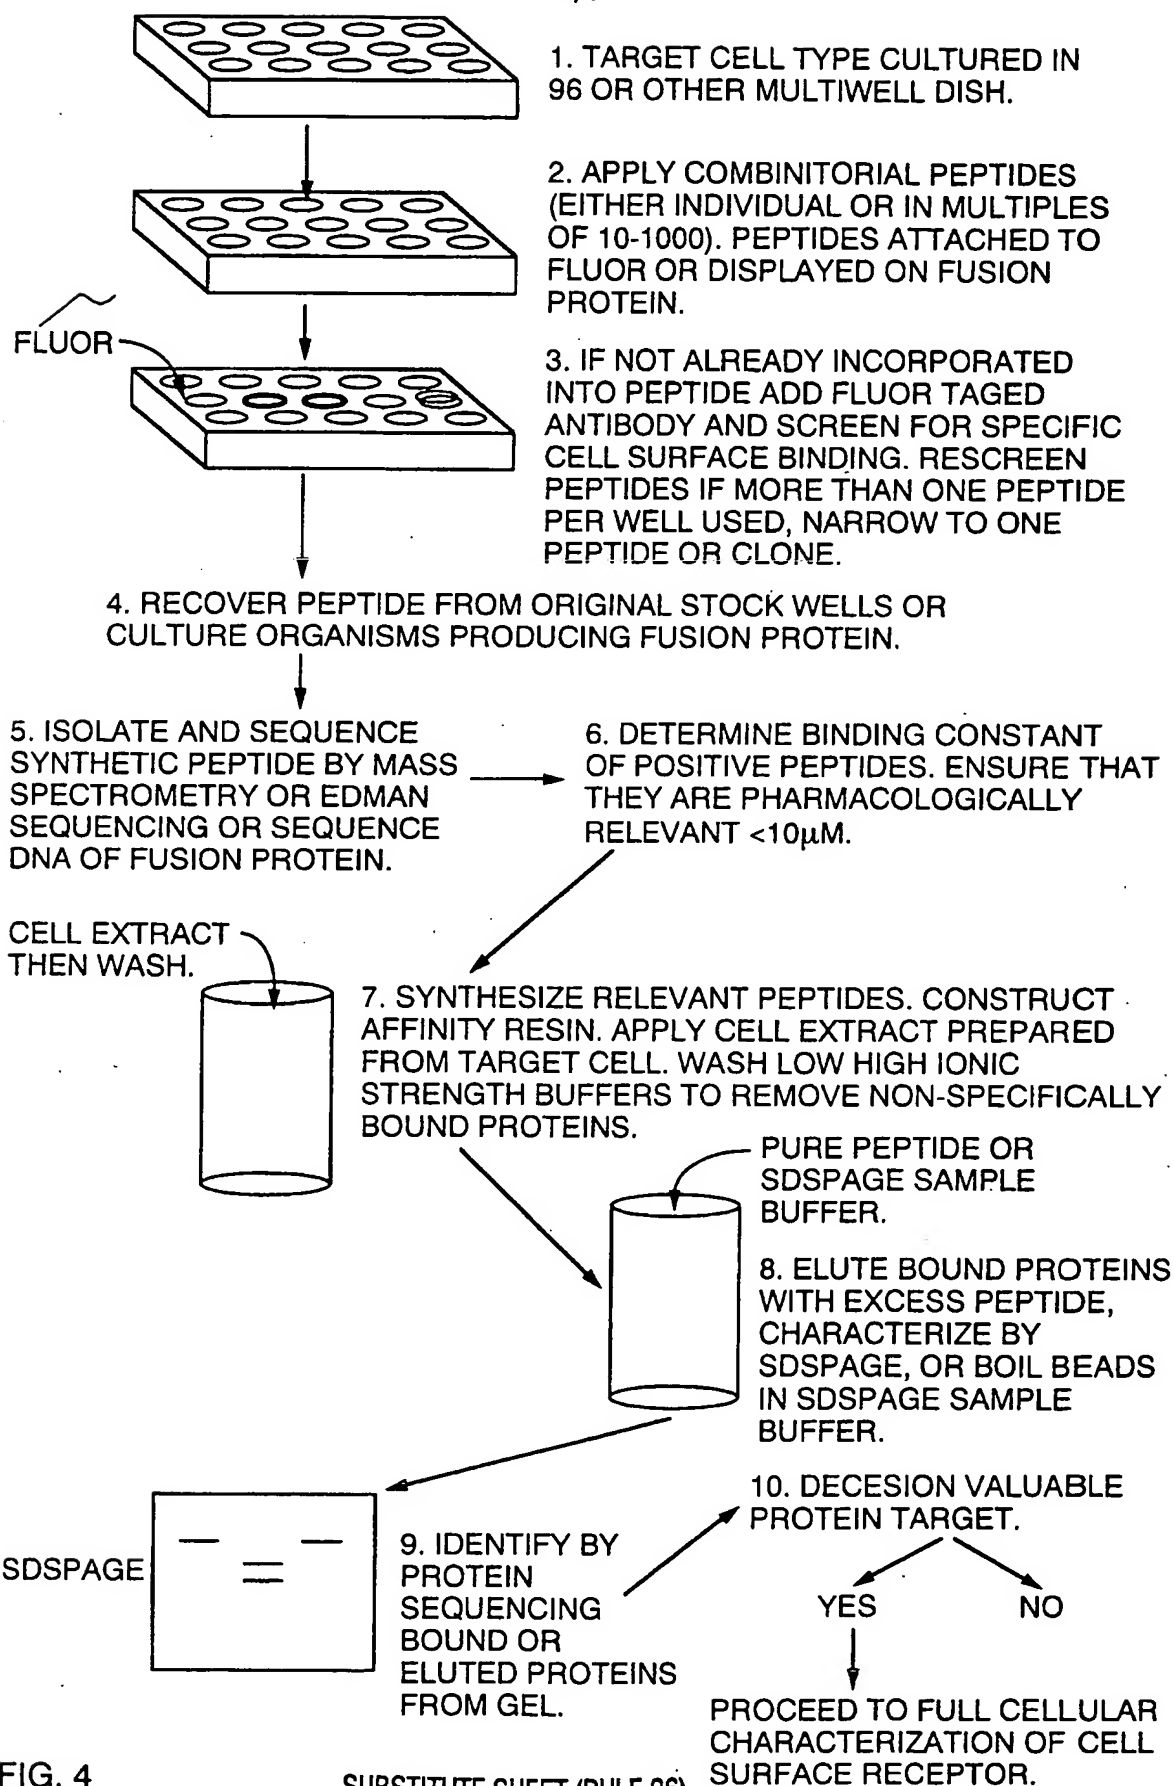 1. TARGET CELL TYPE CULTURED IN
96 OR OTHER MULTIWELL DISH.
2. APPLY COMBINITORIAL PEPTIDES
(EITHER INDIVIDUAL OR IN MULTIPLES
OF 10-1000). PEPTIDES ATTACHED TO
FLUOR OR DISPLAYED ON FUSION
PROTEIN.
FLUOR
3. IF NOT ALREADY INCORPORATED
INTO PEPTIDE ADD FLUOR TAGED
ANTIBODY AND SCREEN FOR SPECIFIC
CELL SURFACE BINDING. RESCREEN
PEPTIDES IF MORE THAN ONE PEPTIDE
PER WELL USED, NARROW TO ONE
PEPTIDE OR CLONE.
4. RECOVER PEPTIDE FROM ORIGINAL STOCK WELLS OR
CULTURE ORGANISMS PRODUCING FUSION PROTEIN.
5. ISOLATE AND SEQUENCE
SYNTHETIC PEPTIDE BY MASS
SPECTROMETRY OR EDMAN
SEQUENCING OR SEQUENCE
DNA OF FUSION PROTEIN.
6. DETERMINE BINDING CONSTANT
OF POSITIVE PEPTIDES. ENSURE THAT
THEY ARE PHARMACOLOGICALLY
RELEVANT <10μM.
CELL EXTRACT
THEN WASH.
7. SYNTHESIZE RELEVANT PEPTIDES. CONSTRUCT
AFFINITY RESIN. APPLY CELL EXTRACT PREPARED
FROM TARGET CELL. WASH LOW HIGH IONIC
STRENGTH BUFFERS TO REMOVE NON-SPECIFICALLY
BOUND PROTEINS.
PURE PEPTIDE OR
SDSPAGE SAMPLE
BUFFER.
8. ELUTE BOUND PROTEINS
WITH EXCESS PEPTIDE,
CHARACTERIZE BY
SDSPAGE, OR BOIL BEADS
IN SDSPAGE SAMPLE
BUFFER.
SDSPAGE
9. IDENTIFY BY
PROTEIN
SEQUENCING
BOUND OR
ELUTED PROTEINS
FROM GEL.
10. DECESION VALUABLE
PROTEIN TARGET.
YES
NO
PROCEED TO FULL CELLULAR
CHARACTERIZATION OF CELL
SURFACE RECEPTOR.
FIG. 4
SUBSTITUTE SHEET (RULE 26)